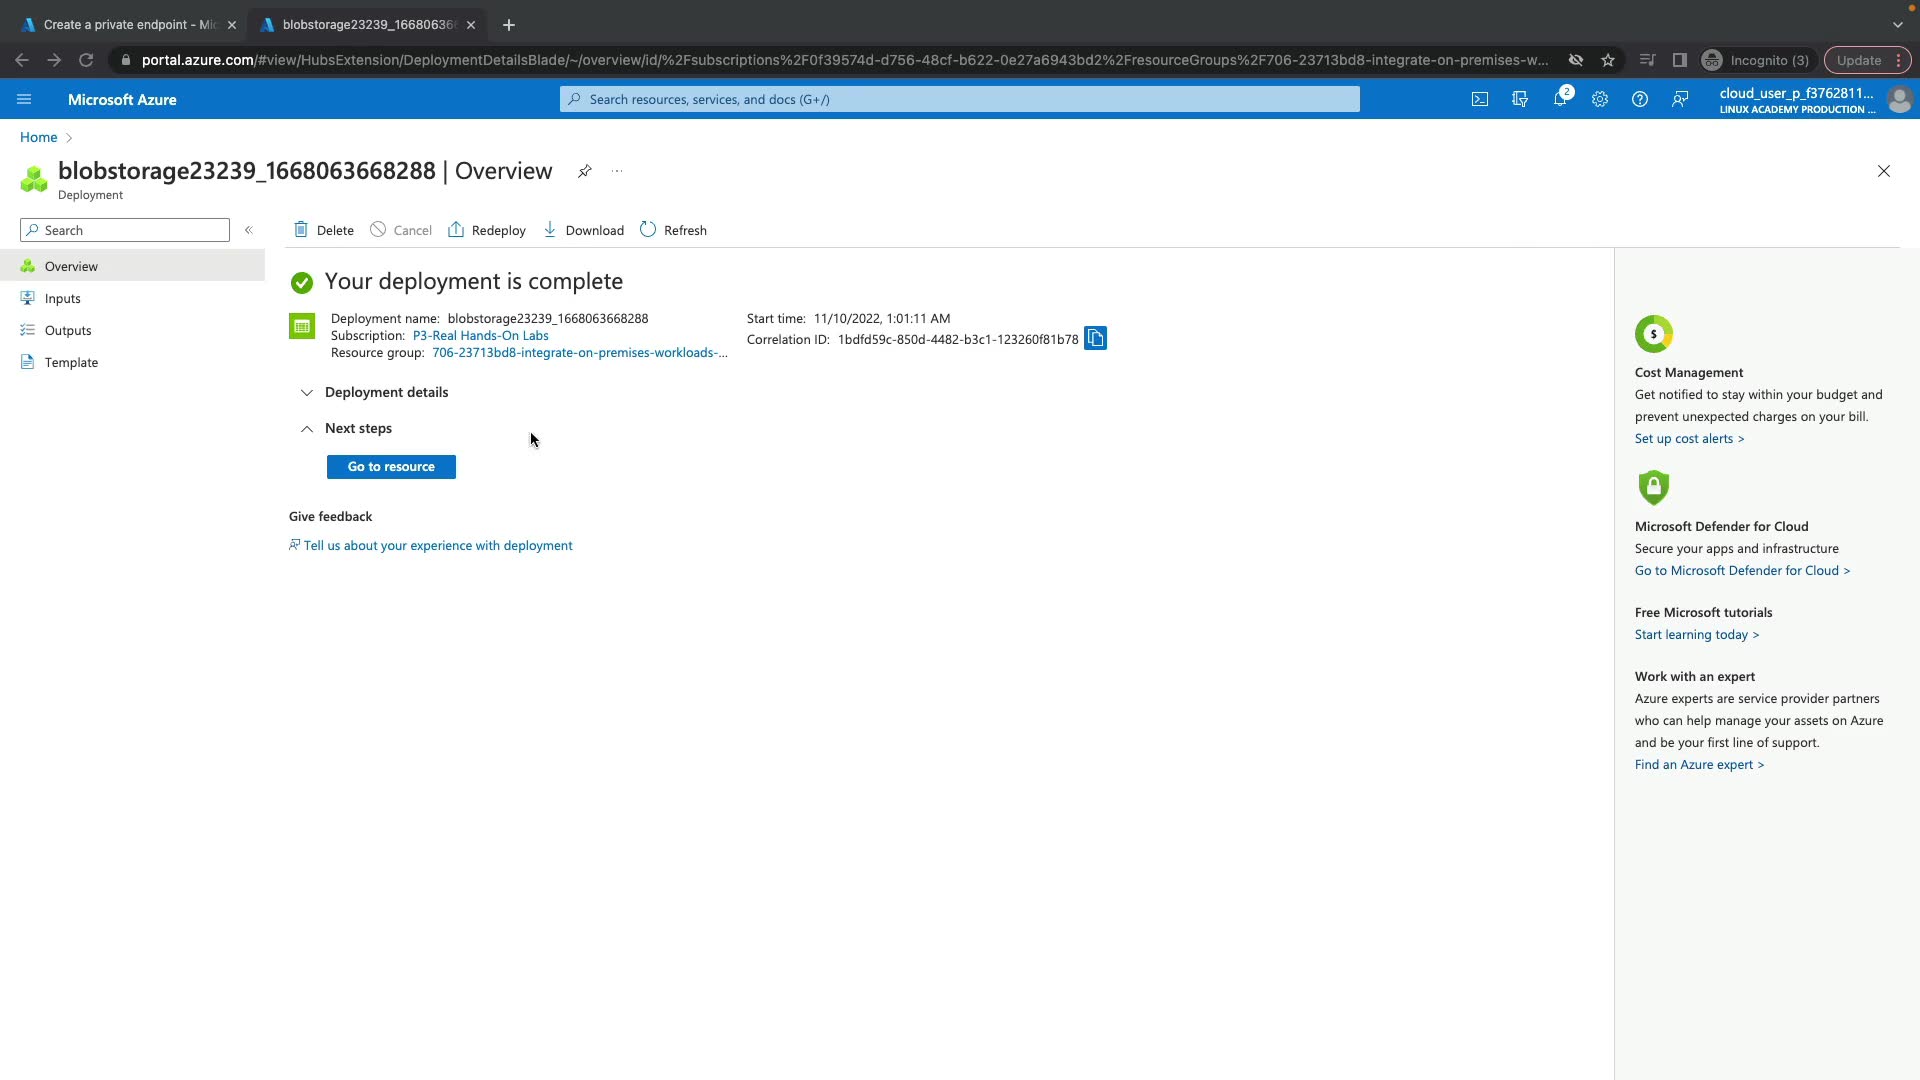 Create a private endpoint - Mic
blobstorage23239_16680636
portal.azure.com/#view/HubsExtension/DeploymentDetailsBlade/~/overview/id/%2Fsubscriptions%2F0f39574d-d756-48cf-b622-0e27a6943bd2%2FresourceGroups%2F706-23713bd8-integrate-on-premises-w...
Incognito (3)
Update
Microsoft Azure
Search resources, services, and docs (G+/)
2
cloud_user_p_f3762811...
LINUX ACADEMY PRODUCTION ...
Home
blobstorage23239_1668063668288 | Overview
...
Deployment
Search
«
Delete
Cancel
Redeploy
Download
Refresh
Overview
Inputs
Outputs
Template
Your deployment is complete
Deployment name: blobstorage23239_1668063668288
Subscription: P3-Real Hands-On Labs
Resource group: 706-23713bd8-integrate-on-premises-workloads-...
Start time: 11/10/2022, 1:01:11 AM
Correlation ID: 1bdfd59c-850d-4482-b3c1-123260f81b78
Deployment details
Next steps
Go to resource
Give feedback
Tell us about your experience with deployment
$
Cost Management
Get notified to stay within your budget and
prevent unexpected charges on your bill.
Set up cost alerts >
Microsoft Defender for Cloud
Secure your apps and infrastructure
Go to Microsoft Defender for Cloud >
Free Microsoft tutorials
Start learning today >
Work with an expert
Azure experts are service provider partners
who can help manage your assets on Azure
and be your first line of support.
Find an Azure expert >